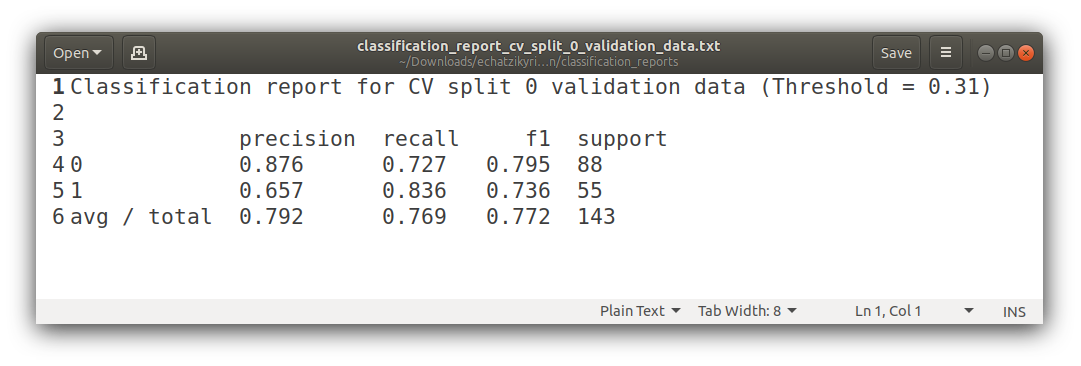 Open
classification_report_cv_split_0_validation_data.txt
~/Downloads/echatzikyri...n/classification_reports
Save
1 Classification report for CV split 0 validation data (Threshold = 0.31)
2
3 precision recall f1 support
4 0 0.876 0.727 0.795 88
5 1 0.657 0.836 0.736 55
6 avg / total 0.792 0.769 0.772 143
Plain Text Tab Width: 8 Ln 1, Col 1 INS